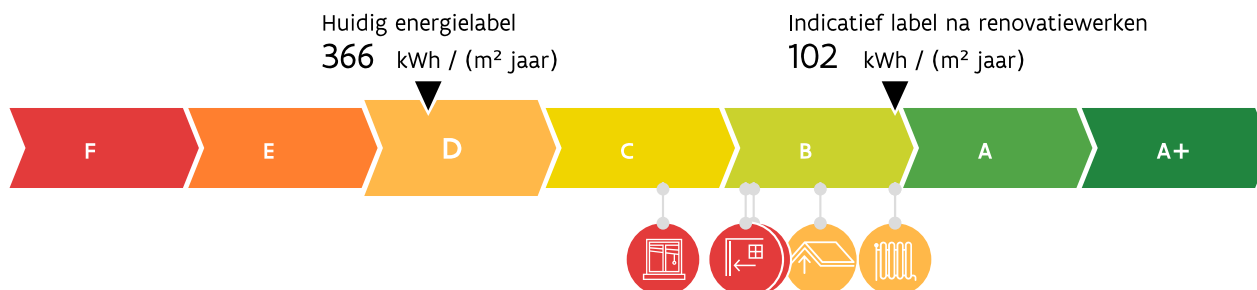 Huidig energielabel
366 kWh / (m² jaar)
Indicatief label na renovatiewerken
102 kWh / (m² jaar)
F E D C B A A+